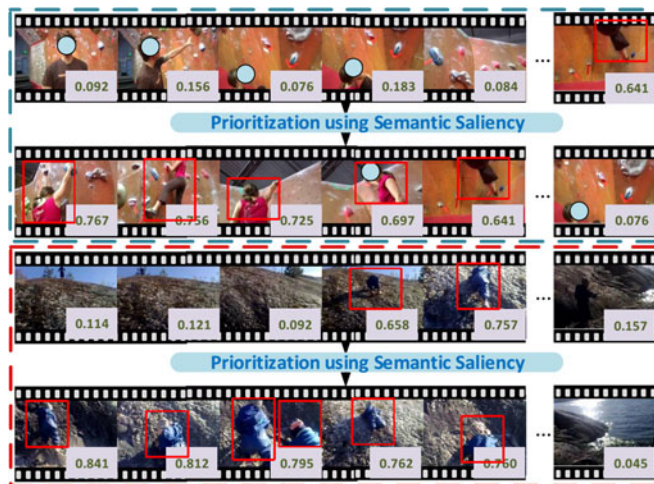 0.092 0.156 0.076 0.183 0.084 ... 0.641
Prioritization using Semantic Saliency
0.767 0.756 0.725 0.697 0.641 ... 0.076
0.114 0.121 0.092 0.658 0.757 ... 0.157
Prioritization using Semantic Saliency
0.841 0.812 0.795 0.762 0.760 ... 0.045